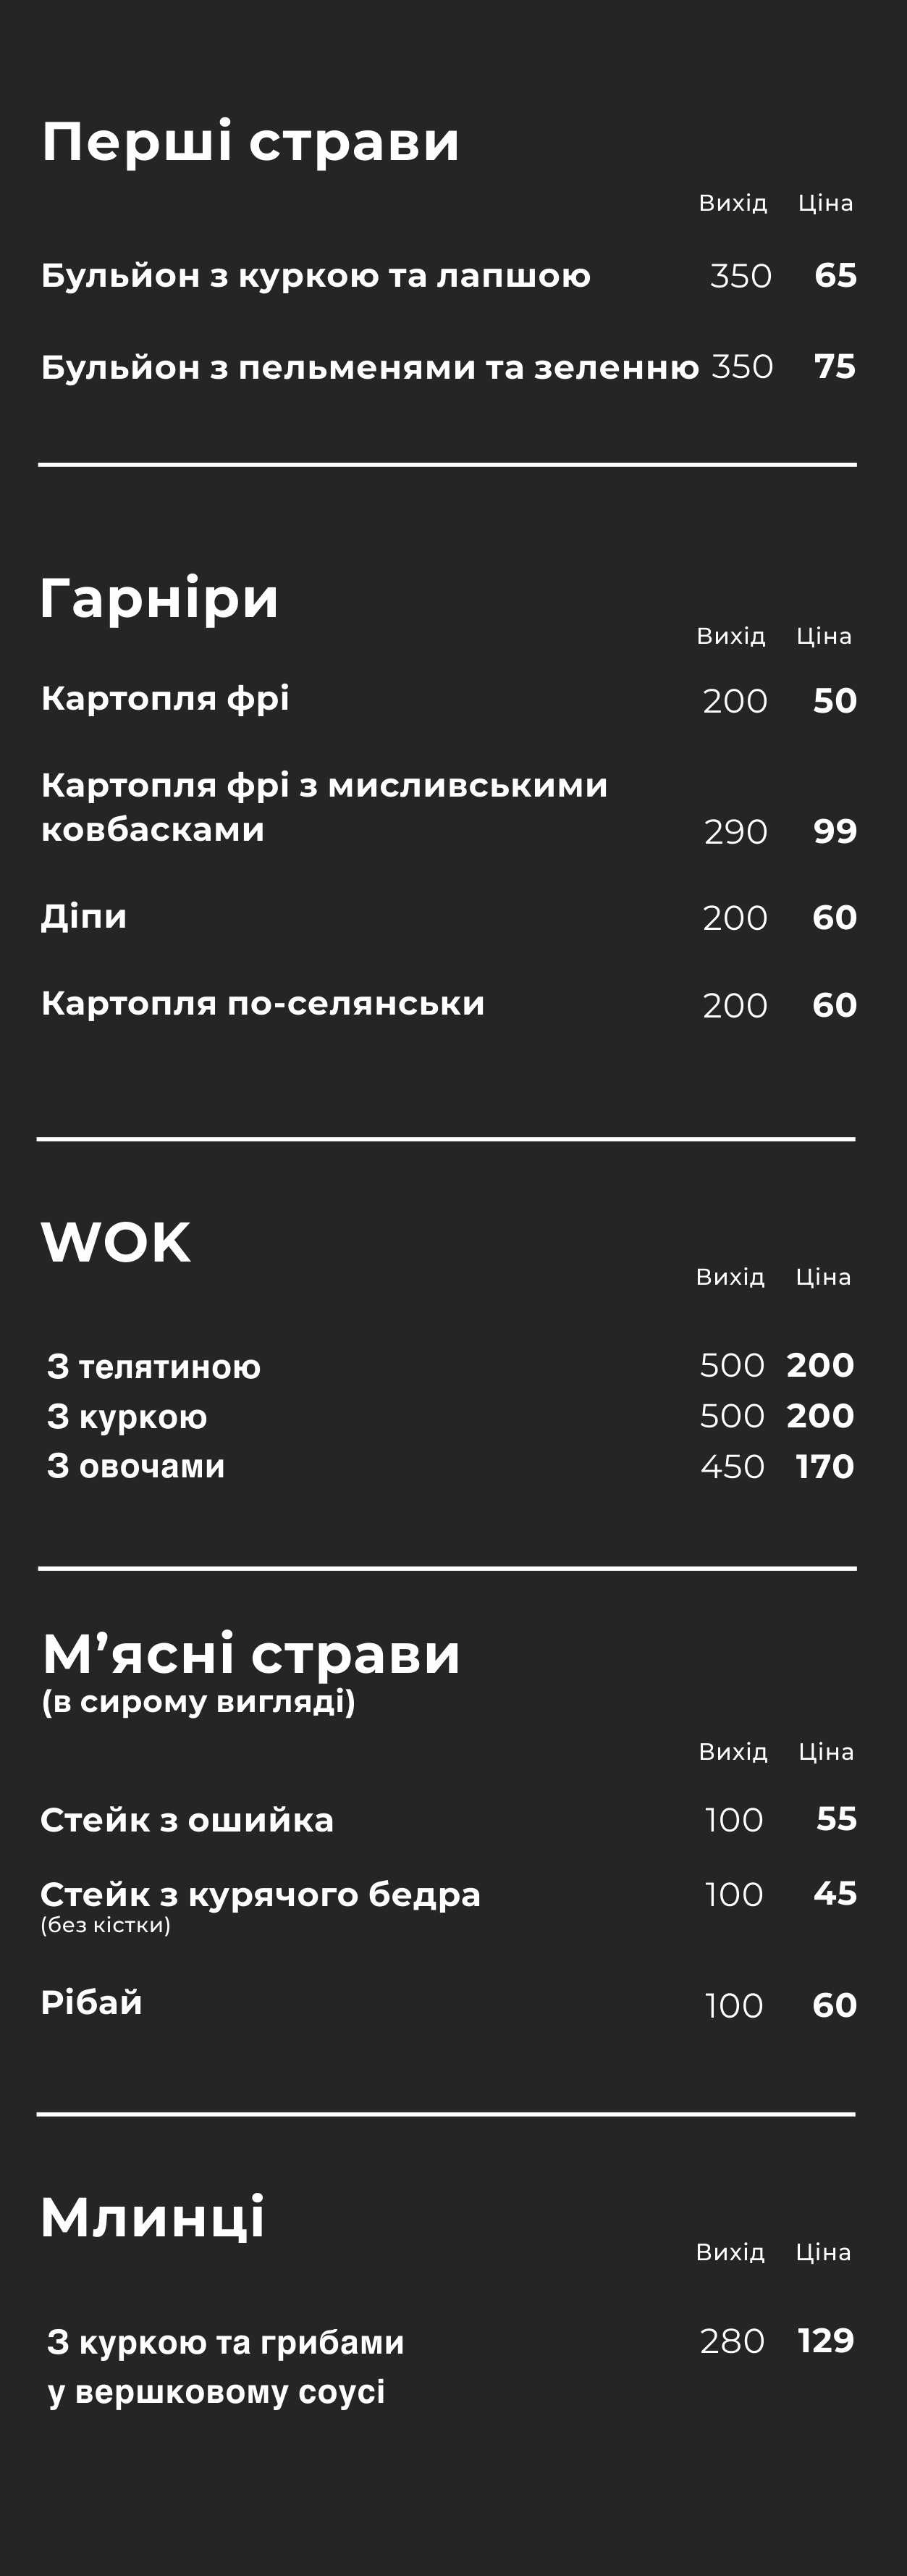 Перші страви
Вихід Ціна
Бульйон з куркою та лапшою 350 65
Бульйон з пельменями та зеленню 350 75
Гарніри
Вихід Ціна
Картопля фрі 200 50
Картопля фрі з мисливськими
ковбасками 290 99
Діпи 200 60
Картопля по-селянськи 200 60
WOK
Вихід Ціна
З телятиною 500 200
З куркою 500 200
З овочами 450 170
М’ясні страви
(в сирому вигляді)
Вихід Ціна
Стейк з ошийка 100 55
Стейк з курячого бедра 100 45
(без кістки)
Рібай 100 60
Млинці
Вихід Ціна
З куркою та грибами 280 129
у вершковому соусі